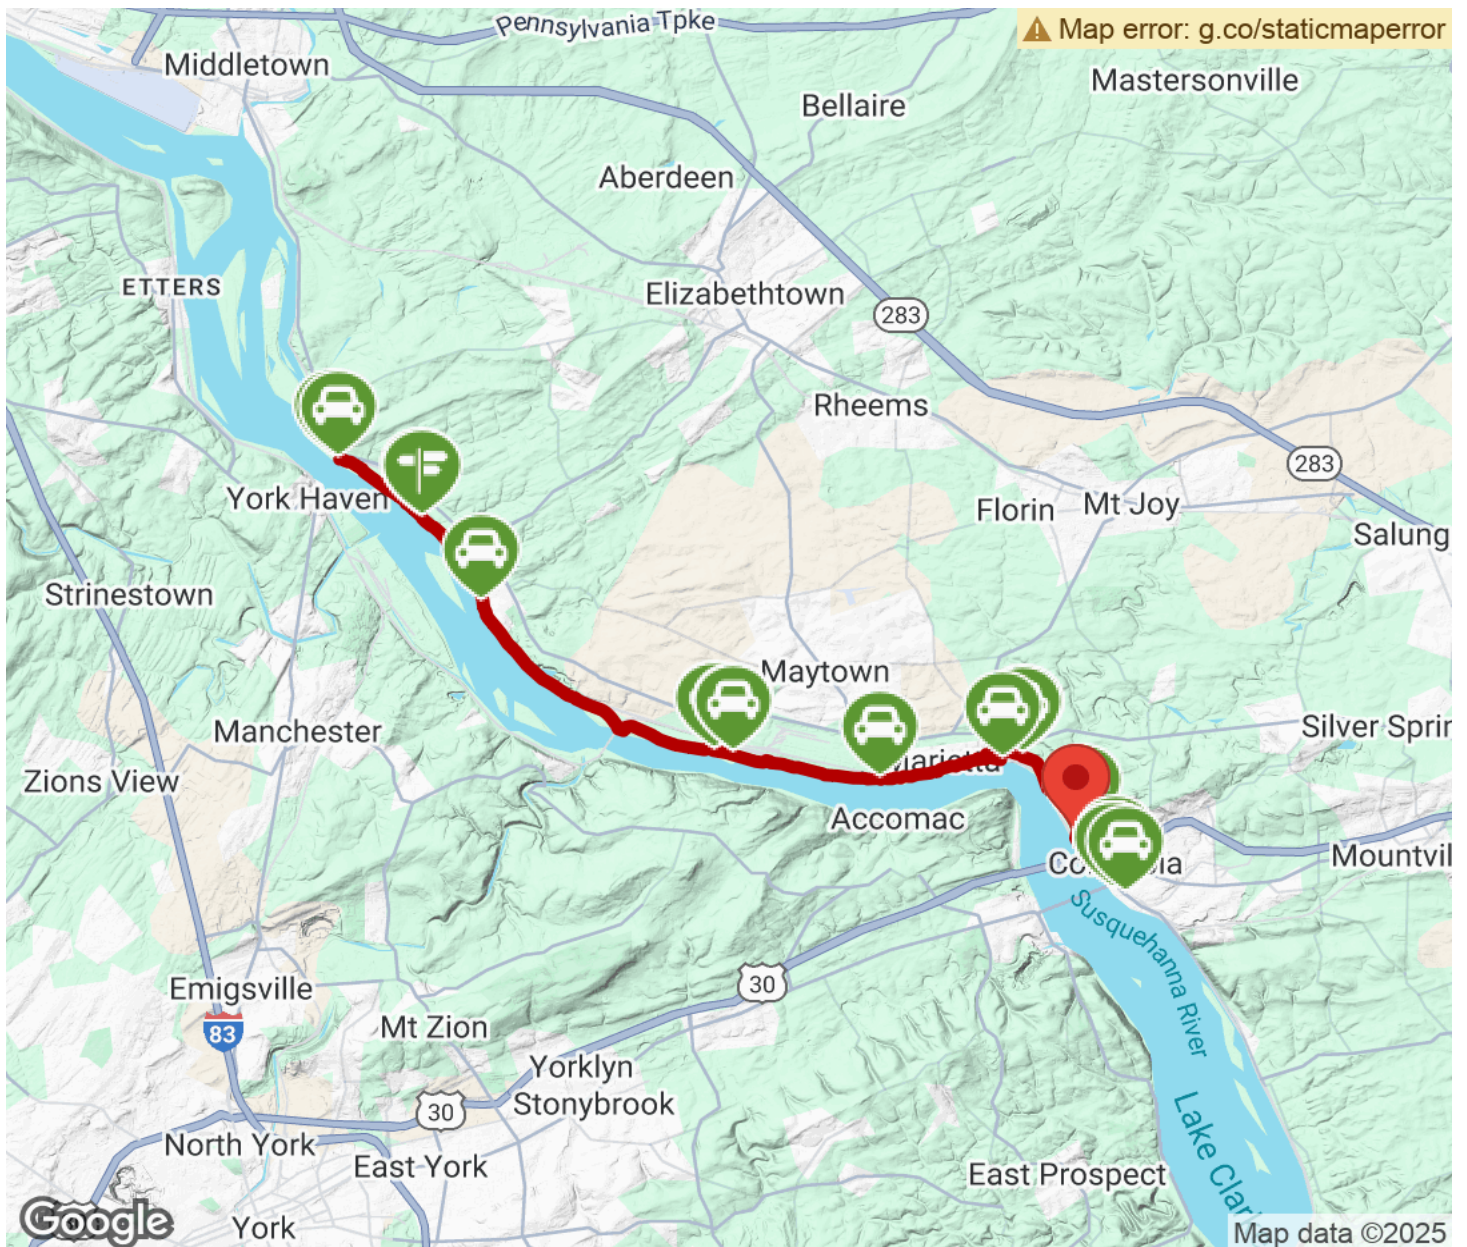 Pennsylvania Tpke
Map error: g.co/staticmaperror
Middletown
Mastersonville
Bellaire
Aberdeen
ETTERS
Elizabethtown
283
Rheems
283
York Haven
Florin
Mt Joy
Salung
Strinestown
Maytown
Manchester
Silver Sprin
Zions View
Marietta
Accomac
Mountvil
Susquehanna River
30
Emigsville
83
Mt Zion
Yorklyn
Stonybrook
30
North York
East York
East Prospect
Lake Clar
Google
York
Map data ©2025